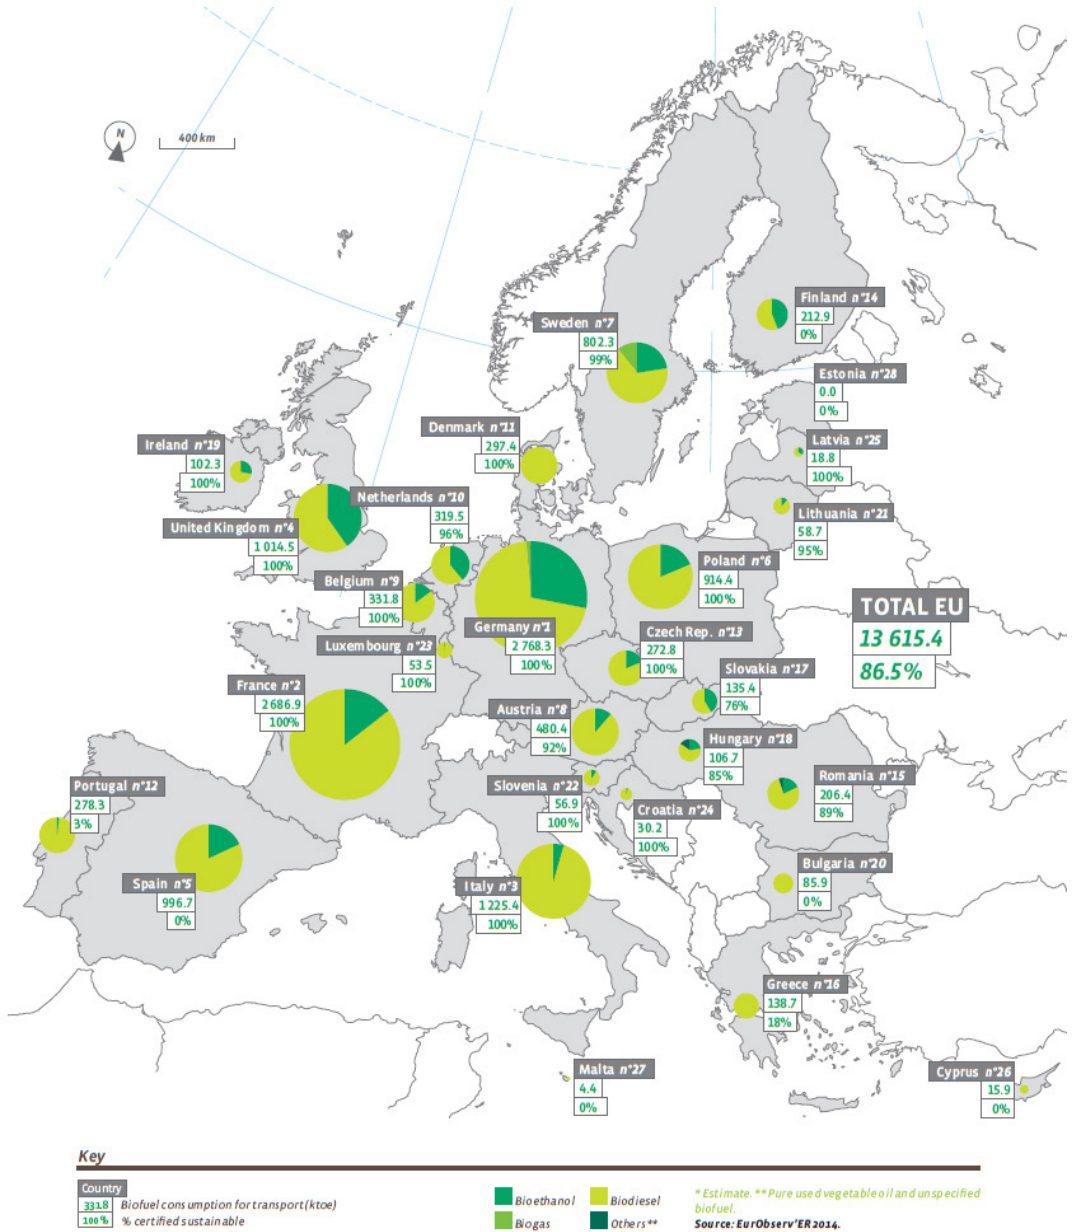 N
400 km
Finland n°14
212.9
0%
Sweden n°7
802.3
99%
Estonia n°28
0.0
0%
Denmark n°11
297.4
100%
Latvia n°25
18.8
100%
Ireland n°19
102.3
100%
Netherlands n°10
319.5
96%
Lithuania n°21
58.7
95%
United Kingdom n°4
1 014.5
100%
Poland n°6
914.4
100%
Belgium n°9
331.8
100%
TOTAL EU
13 615.4
86.5%
Germany n°1
2 768.3
100%
Czech Rep. n°13
272.8
100%
Luxembourg n°23
53.5
100%
Slovakia n°17
135.4
76%
France n°2
2 686.9
100%
Austria n°8
480.4
92%
Hungary n°18
106.7
85%
Portugal n°12
278.3
3%
Slovenia n°22
56.9
100%
Romania n°15
206.4
89%
Croatia n°24
30.2
100%
Bulgaria n°20
85.9
0%
Spain n°5
996.7
0%
Italy n°3
1 225.4
100%
Greece n°16
138.7
18%
Malta n°27
4.4
0%
Cyprus n°26
15.9
0%
Key
Country
331.8 Biofuel consumption for transport (ktoe)
100% % certified sustainable
Bioethanol
Biodiesel
Biogas
Others**
* Estimate. ** Pure used vegetable oil and unspecified
biofuel.
Source: EurObserv'ER 2014.